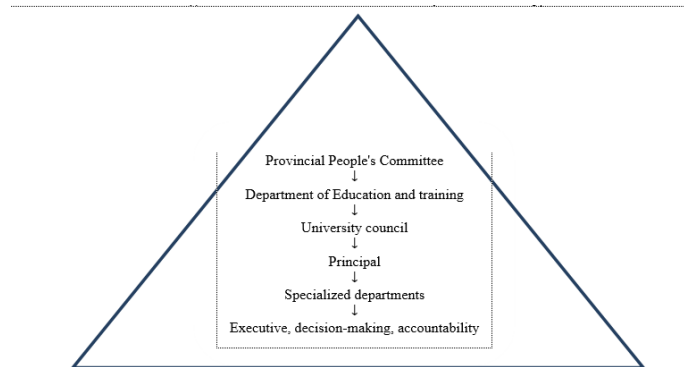 Provincial People's Committee
↓
Department of Education and training
↓
University council
↓
Principal
↓
Specialized departments
↓
Executive, decision-making, accountability